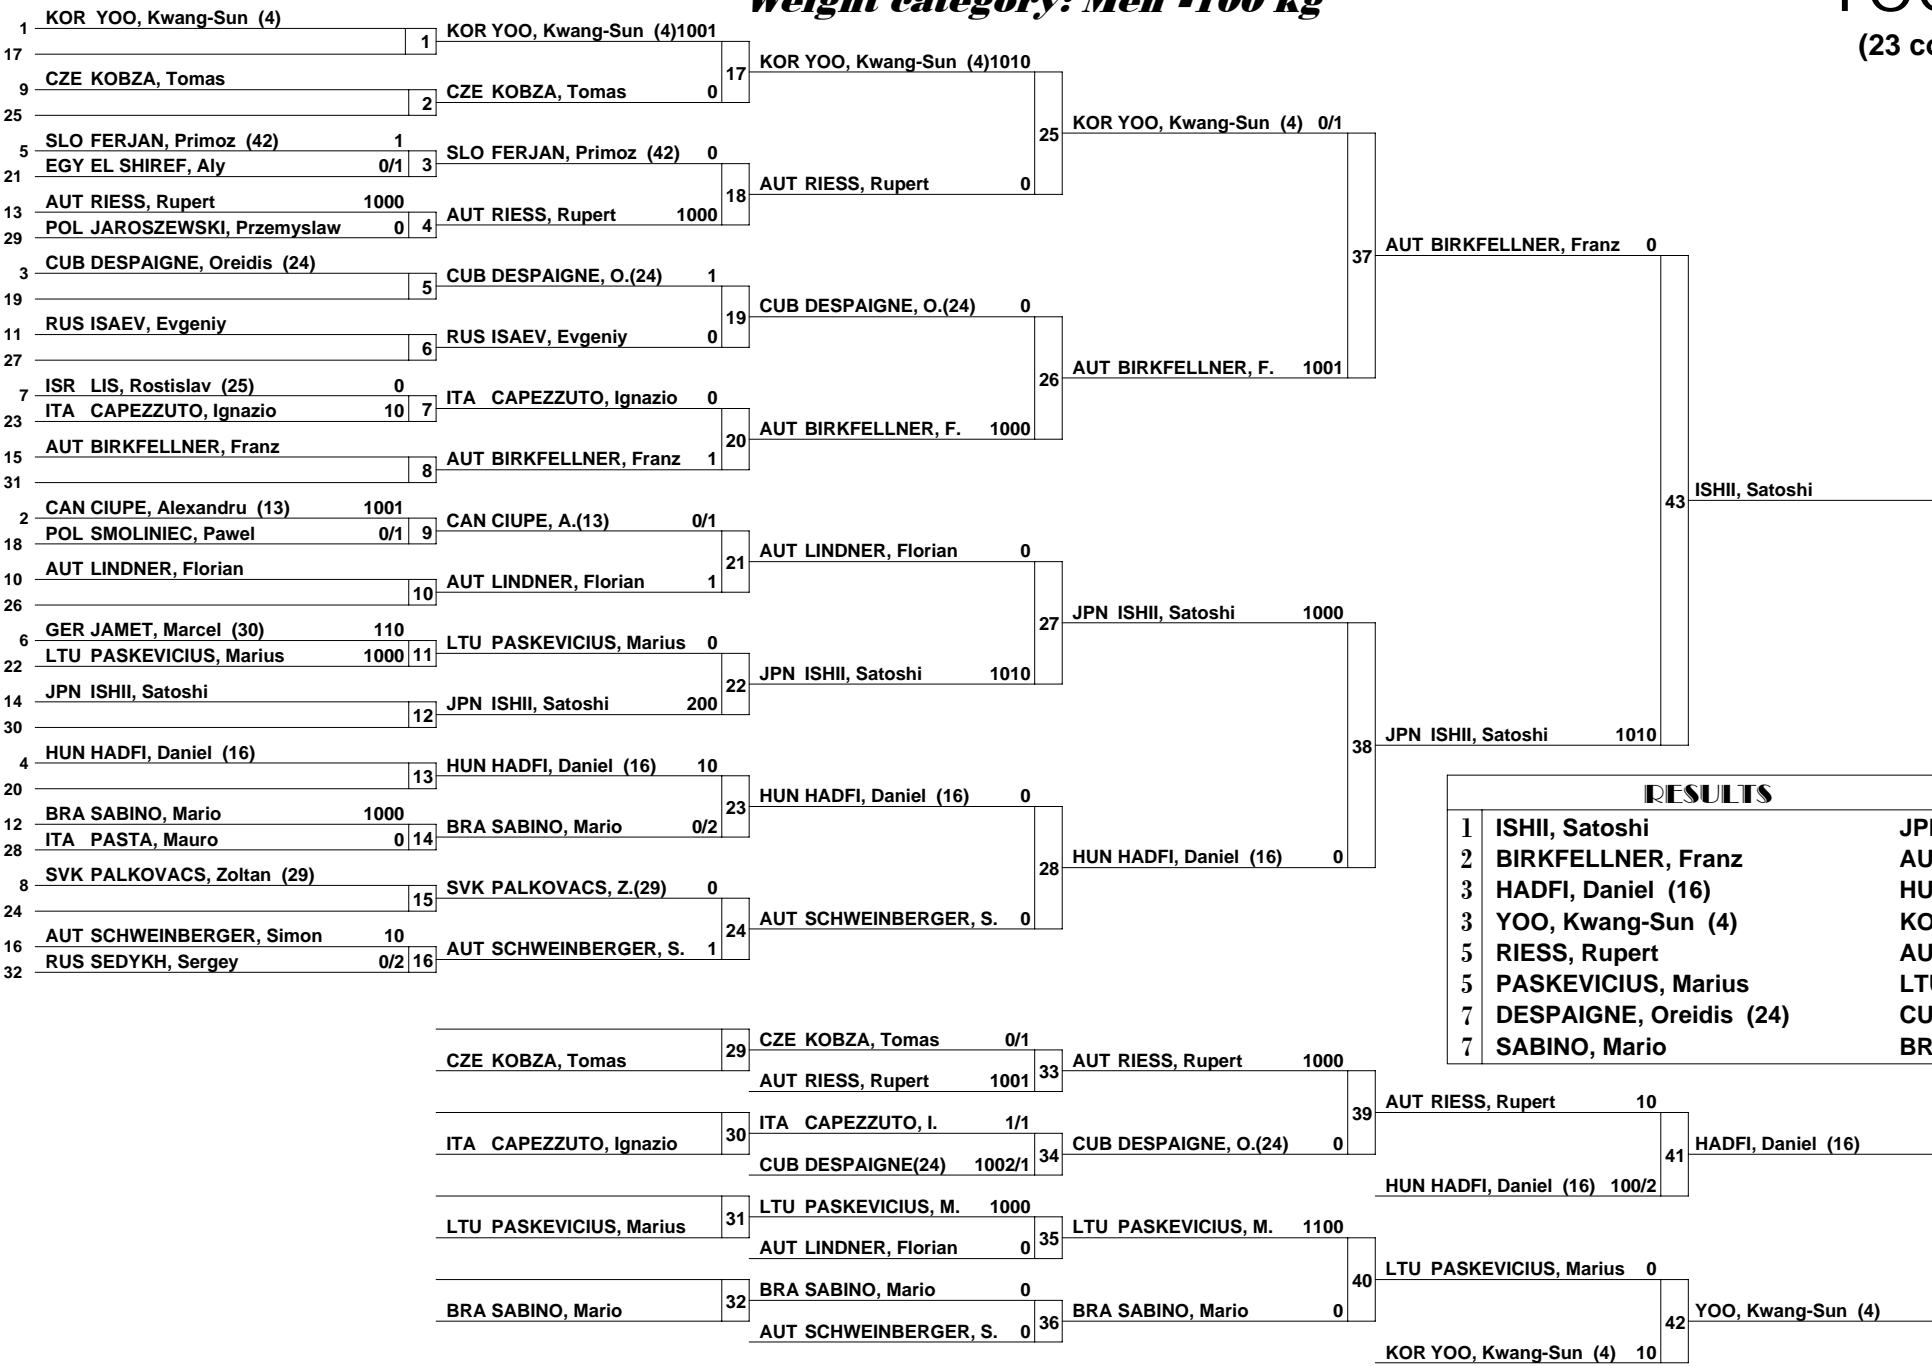 Weight category: Men -100 kg
(23
1 KOR YOO, Kwang-Sun (4)
17
1
9 CZE KOBZA, Tomas
25
2
5 SLO FERJAN, Primoz (42) 1
21 EGY EL SHIREF, Aly 0/1
3
13 AUT RIESS, Rupert 1000
29 POL JAROSZEWSKI, Przemyslaw 0
4
3 CUB DESPAIGNE, Oreidis (24)
19
5
11 RUS ISAEV, Evgeniy
27
6
7 ISR LIS, Rostislav (25) 0
23 ITA CAPEZZUTO, Ignazio 10
7
15 AUT BIRKFELLNER, Franz
31
8
2 CAN CIUPE, Alexandru (13) 1001
18 POL SMOLINIEC, Pawel 0/1
9
10 AUT LINDNER, Florian
26
10
6 GER JAMET, Marcel (30) 110
22 LTU PASKEVICIUS, Marius 1000
11
14 JPN ISHII, Satoshi
30
12
4 HUN HADFI, Daniel (16)
20
13
12 BRA SABINO, Mario 1000
28 ITA PASTA, Mauro 0
14
8 SVK PALKOVACS, Zoltan (29)
24
15
16 AUT SCHWEINBERGER, Simon 10
32 RUS SEDYKH, Sergey 0/2
16
KOR YOO, Kwang-Sun (4)1001
17
CZE KOBZA, Tomas 0
SLO FERJAN, Primoz (42) 0
18
AUT RIESS, Rupert 1000
CUB DESPAIGNE, O.(24) 1
19
RUS ISAEV, Evgeniy 0
ITA CAPEZZUTO, Ignazio 0
20
AUT BIRKFELLNER, Franz 1
CAN CIUPE, A.(13) 0/1
21
AUT LINDNER, Florian 1
LTU PASKEVICIUS, Marius 0
22
JPN ISHII, Satoshi 200
HUN HADFI, Daniel (16) 10
23
BRA SABINO, Mario 0/2
SVK PALKOVACS, Z.(29) 0
24
AUT SCHWEINBERGER, S. 1
KOR YOO, Kwang-Sun (4)1010
25
AUT RIESS, Rupert 0
CUB DESPAIGNE, O.(24) 0
26
AUT BIRKFELLNER, F. 1000
AUT LINDNER, Florian 0
27
JPN ISHII, Satoshi 1010
HUN HADFI, Daniel (16) 0
28
AUT SCHWEINBERGER, S. 0
KOR YOO, Kwang-Sun (4) 0/1
37
AUT BIRKFELLNER, F. 1001
JPN ISHII, Satoshi 1000
38
HUN HADFI, Daniel (16) 0
AUT BIRKFELLNER, Franz 0
43
JPN ISHII, Satoshi 1010
ISHII, Satoshi
RESULTS
1 ISHII, Satoshi
2 BIRKFELLNER, Franz
3 HADFI, Daniel (16)
3 YOO, Kwang-Sun (4)
5 RIESS, Rupert
5 PASKEVICIUS, Marius
7 DESPAIGNE, Oreidis (24)
7 SABINO, Mario
CZE KOBZA, Tomas
29
ITA CAPEZZUTO, Ignazio
30
LTU PASKEVICIUS, Marius
31
BRA SABINO, Mario
32
CZE KOBZA, Tomas 0/1
33
AUT RIESS, Rupert 1001
ITA CAPEZZUTO, I. 1/1
34
CUB DESPAIGNE(24) 1002/1
LTU PASKEVICIUS, M. 1000
35
AUT LINDNER, Florian 0
BRA SABINO, Mario 0
36
AUT SCHWEINBERGER, S. 0
AUT RIESS, Rupert 1000
39
CUB DESPAIGNE, O.(24) 0
LTU PASKEVICIUS, M. 1100
40
BRA SABINO, Mario 0
AUT RIESS, Rupert 10
41
HUN HADFI, Daniel (16) 100/2
LTU PASKEVICIUS, Marius 0
42
KOR YOO, Kwang-Sun (4) 10
HADFI, Daniel (16)
YOO, Kwang-Sun (4)